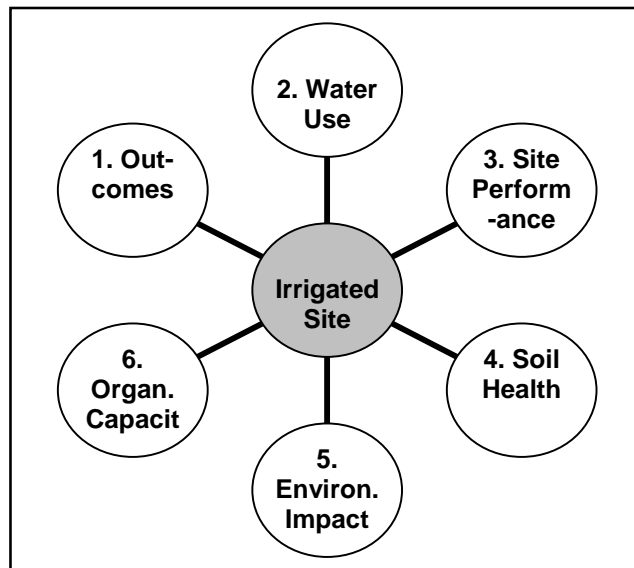 2. Water
Use
1. Out-
comes
3. Site
Perform
-ance
Irrigated
Site
6.
Organ.
Capacit
4. Soil
Health
5.
Environ.
Impact